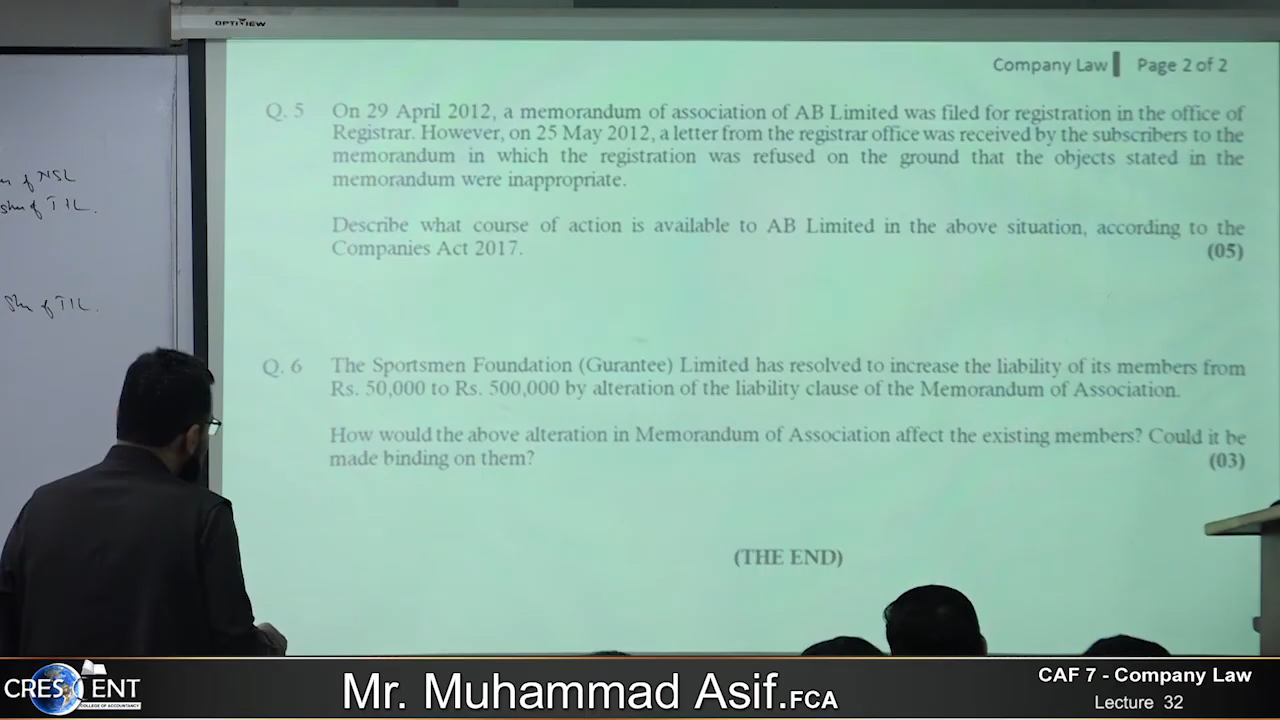 OPTIVIEW
Company Law Page 2 of 2
Q. 5 On 29 April 2012, a memorandum of association of AB Limited was filed for registration in the office of
Registrar. However, on 25 May 2012, a letter from the registrar office was received by the subscribers to the
memorandum in which the registration was refused on the ground that the objects stated in the
memorandum were inappropriate.
Describe what course of action is available to AB Limited in the above situation, according to the
Companies Act 2017. (05)
Q. 6 The Sportsmen Foundation (Gurantee) Limited has resolved to increase the liability of its members from
Rs. 50,000 to Rs. 500,000 by alteration of the liability clause of the Memorandum of Association.
How would the above alteration in Memorandum of Association affect the existing members? Could it be
made binding on them? (03)
(THE END)
of NSL
of TIL.
of TIL.
CRESCENT
COLLEGE OF ACCOUNTANCY
Mr. Muhammad Asif.FCA
CAF 7 - Company Law
Lecture 32